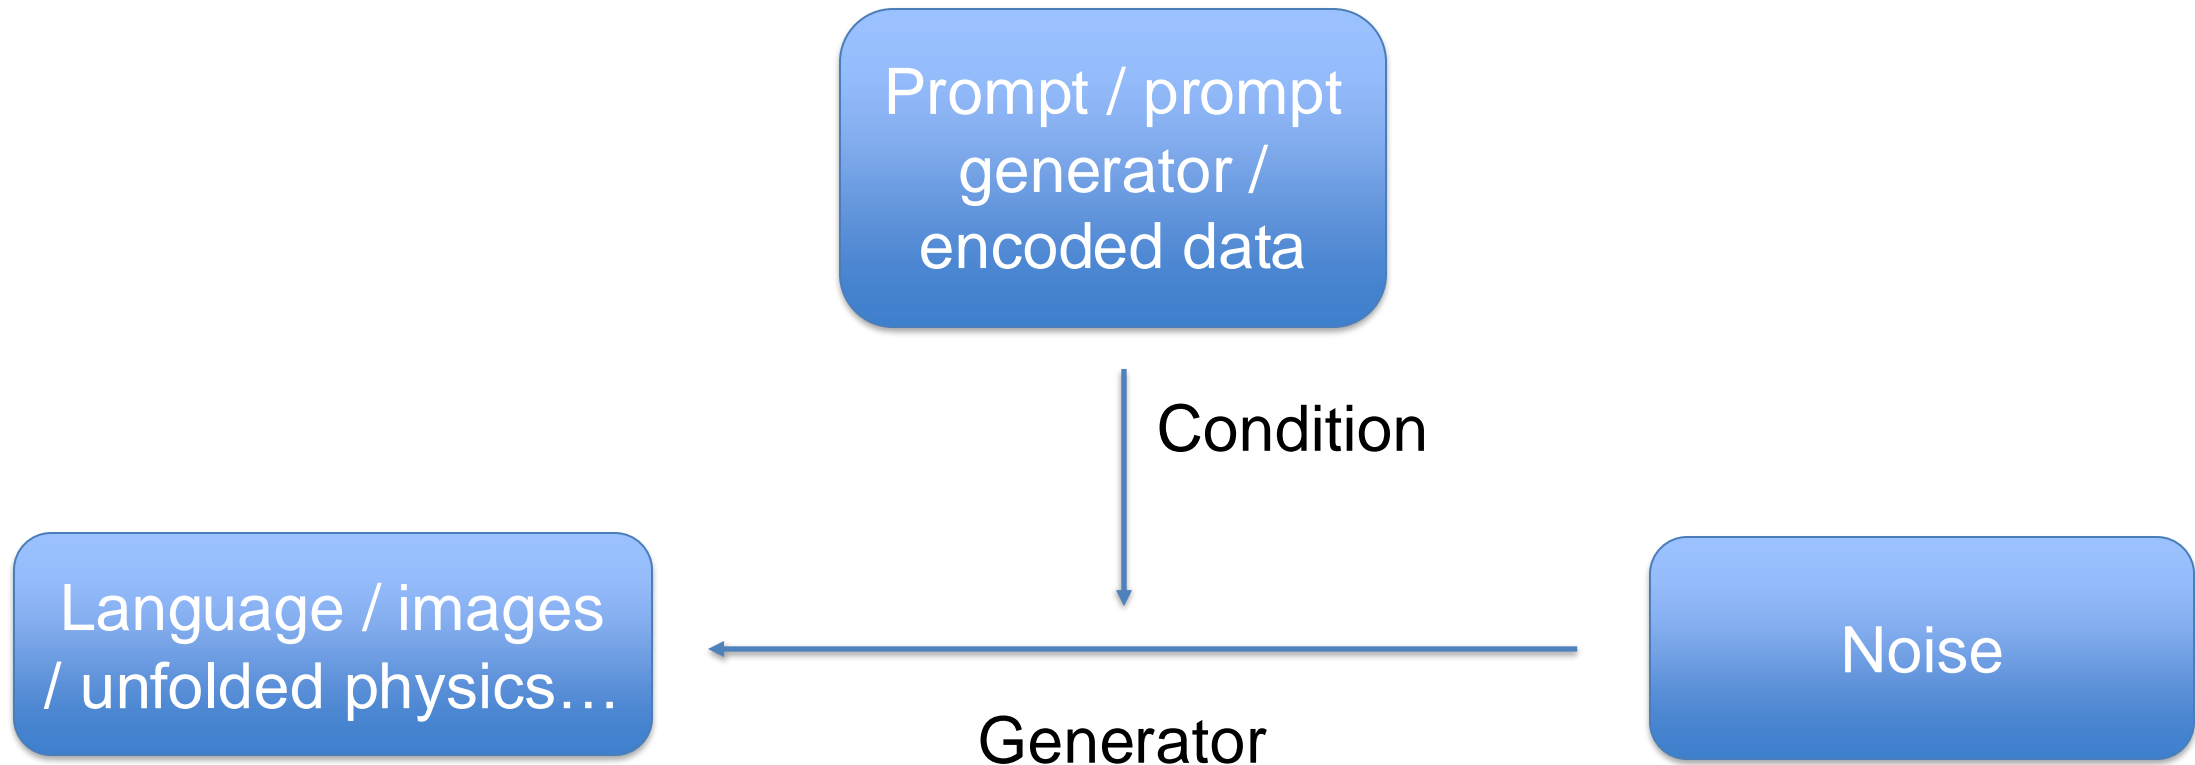 Prompt / prompt
generator /
encoded data
Condition
Language / images
/ unfolded physics…
Noise
Generator